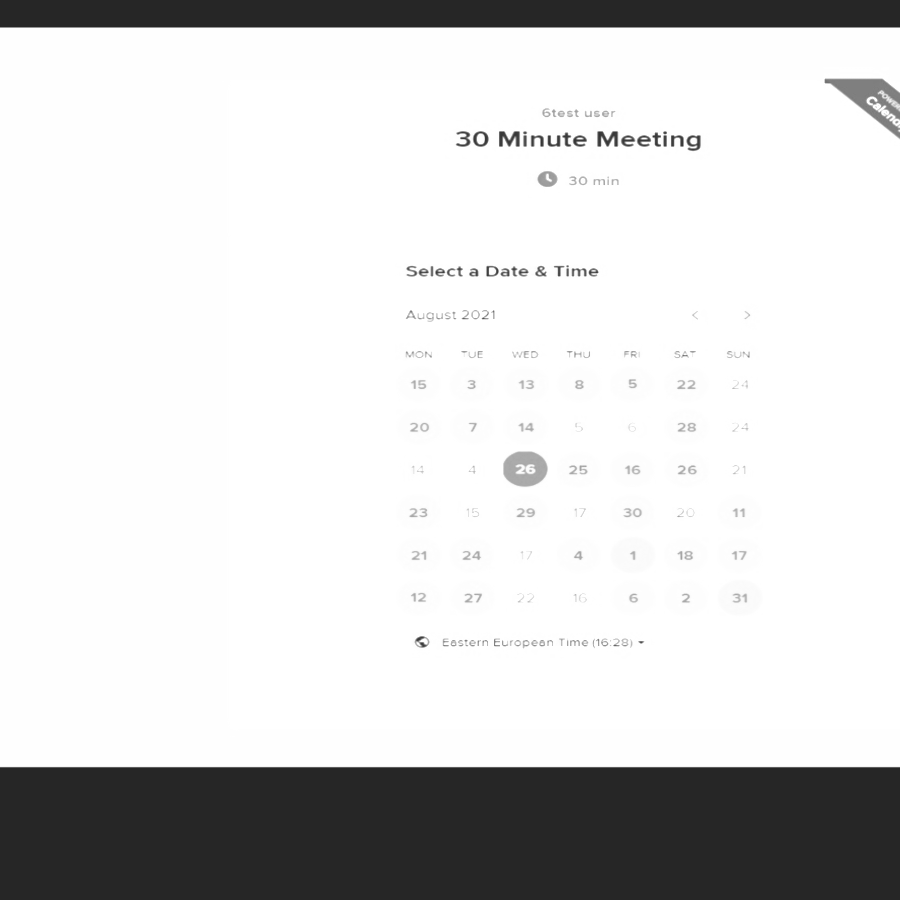 POWERED
Calendly
6test user
30 Minute Meeting
30 min
Select a Date & Time
August 2021 < >
MON TUE WED THU FRI SAT SUN
15 3 13 8 5 22 24
20 7 14 5 6 28 24
14 4 26 25 16 26 21
23 15 29 17 30 20 11
21 24 17 4 1 18 17
12 27 22 16 6 2 31
Eastern European Time (16:28)